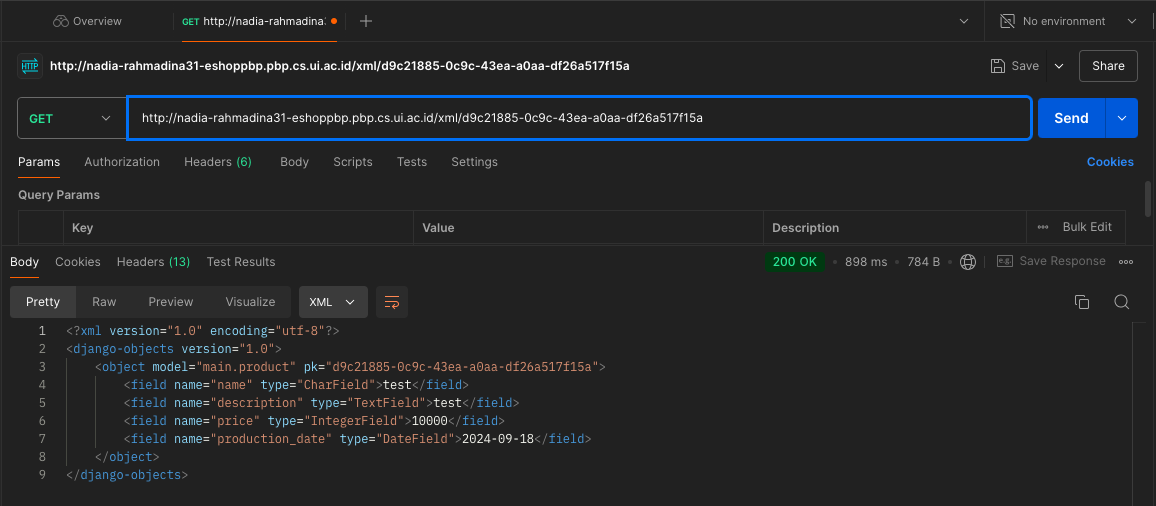 Overview
GET http://nadia-rahmadina3
No environment
HTTP http://nadia-rahmadina31-eshoppbp.pbp.cs.ui.ac.id/xml/d9c21885-0c9c-43ea-a0aa-df26a517f15a
Save
Share
GET
http://nadia-rahmadina31-eshoppbp.pbp.cs.ui.ac.id/xml/d9c21885-0c9c-43ea-a0aa-df26a517f15a
Send
Params Authorization Headers (6) Body Scripts Tests Settings Cookies
Query Params
Key Value Description Bulk Edit
Body Cookies Headers (13) Test Results 200 OK • 898 ms • 784 B • e.g. Save Response
Pretty Raw Preview Visualize XML
1 <?xml version="1.0" encoding="utf-8"?>
2 <django-objects version="1.0">
3 <object model="main.product" pk="d9c21885-0c9c-43ea-a0aa-df26a517f15a">
4 <field name="name" type="CharField">test</field>
5 <field name="description" type="TextField">test</field>
6 <field name="price" type="IntegerField">10000</field>
7 <field name="production_date" type="DateField">2024-09-18</field>
8 </object>
9 </django-objects>